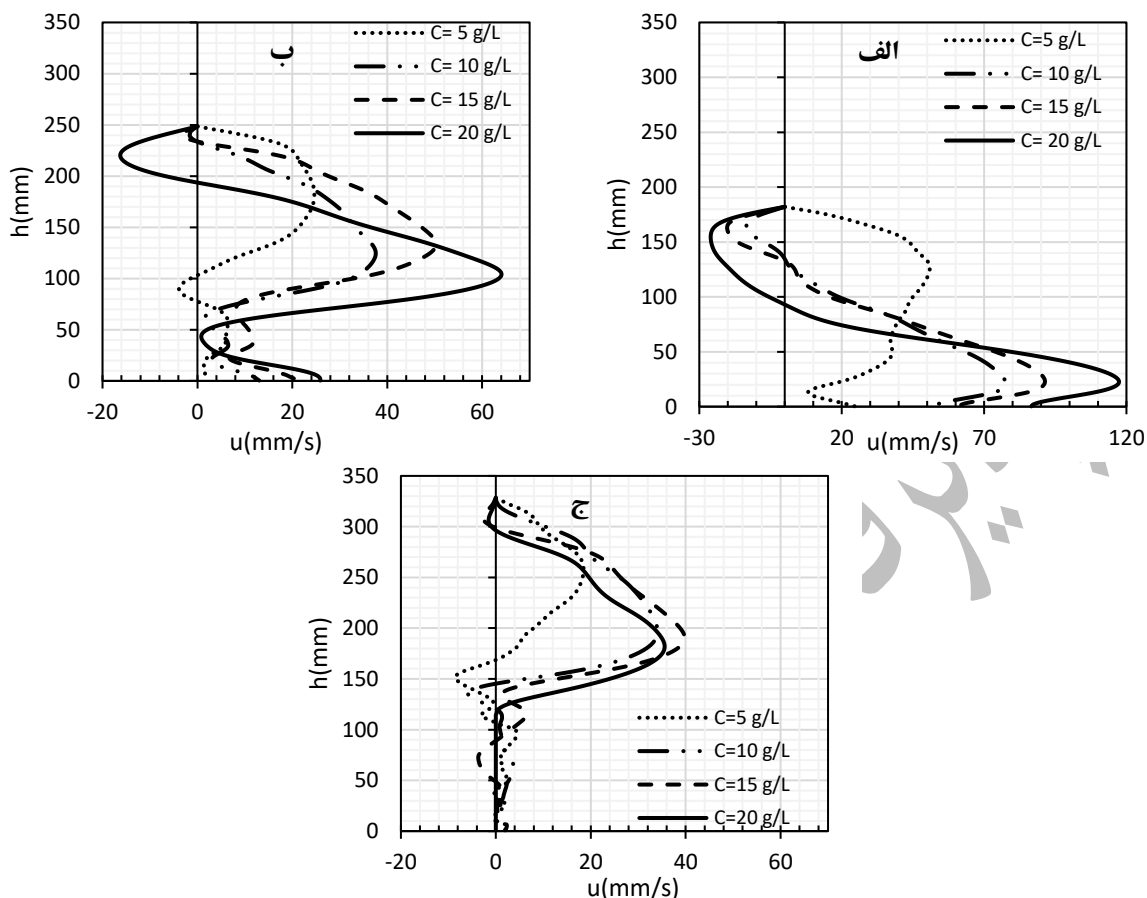 ب
C= 5 g/L
C= 10 g/L
C= 15 g/L
C= 20 g/L
350
300
250
200
150
100
50
0
h(mm)
-20
0
20
40
60
u(mm/s)
الف
C=5 g/L
C= 10 g/L
C= 15 g/L
C= 20 g/L
350
300
250
200
150
100
50
0
h(mm)
-30
20
70
120
u(mm/s)
ج
C=5 g/L
C=10 g/L
C=15 g/L
C=20 g/L
350
300
250
200
150
100
50
0
h(mm)
-20
0
20
40
60
u(mm/s)